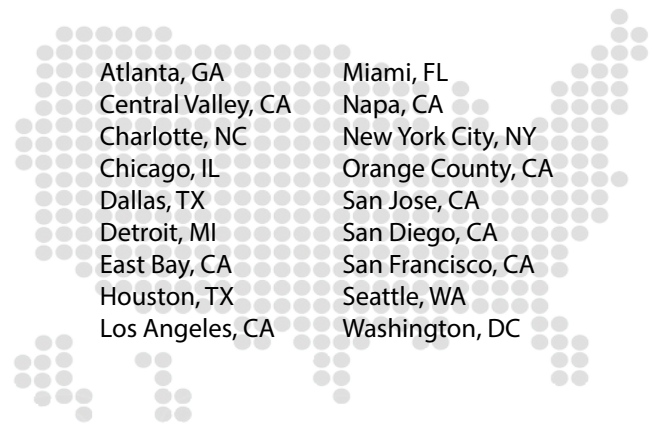 Atlanta, GA
Central Valley, CA
Charlotte, NC
Chicago, IL
Dallas, TX
Detroit, MI
East Bay, CA
Houston, TX
Los Angeles, CA
Miami, FL
Napa, CA
New York City, NY
Orange County, CA
San Jose, CA
San Diego, CA
San Francisco, CA
Seattle, WA
Washington, DC